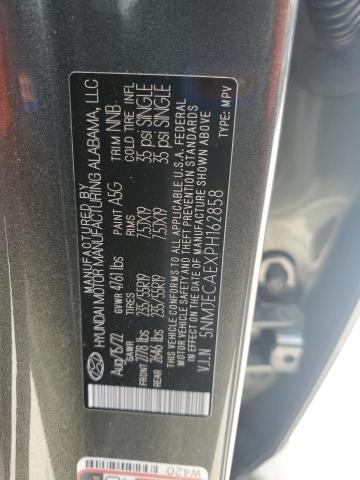 MANUFACTURED BY
HYUNDAI MOTOR MANUFACTURING ALABAMA, LLC
Aug/15/22 GVWR 4761 lbs PAINT A5G TRIM NNB
GAWR TIRES RIMS COLD TIRE INFL
FRONT 2778 lbs 235/55R19 7.5JX19 35 psi SINGLE
REAR 2646 lbs 235/55R19 7.5JX19 35 psi SINGLE
THIS VEHICLE CONFORMS TO ALL APPLICABLE U.S.A. FEDERAL
MOTOR VEHICLE SAFETY AND THEFT PREVENTION STANDARDS
IN EFFECT ON THE DATE OF MANUFACTURE SHOWN ABOVE.
V.I.N 5NMJECAEXPH162858 TYPE: MPV
W420